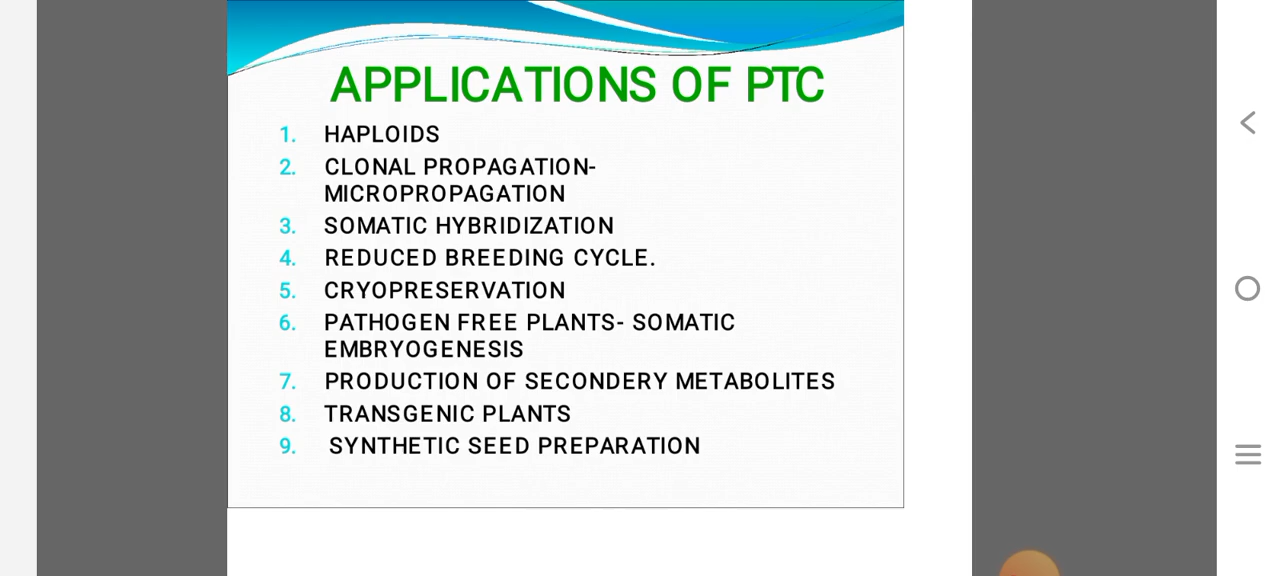 APPLICATIONS OF PTC
1. HAPLOIDS
2. CLONAL PROPAGATION-
MICROPROPAGATION
3. SOMATIC HYBRIDIZATION
4. REDUCED BREEDING CYCLE.
5. CRYOPRESERVATION
6. PATHOGEN FREE PLANTS- SOMATIC
EMBRYOGENESIS
7. PRODUCTION OF SECONDERY METABOLITES
8. TRANSGENIC PLANTS
9. SYNTHETIC SEED PREPARATION